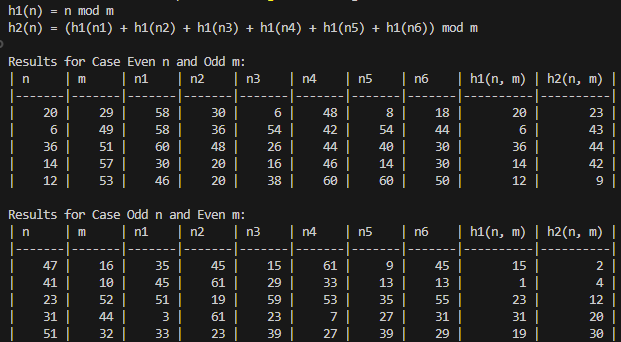 h1(n) = n mod m
h2(n) = (h1(n1) + h1(n2) + h1(n3) + h1(n4) + h1(n5) + h1(n6)) mod m
Results for Case Even n and Odd m:
| n | m | n1 | n2 | n3 | n4 | n5 | n6 | h1(n, m) | h2(n, m) |
|-------|-------|-------|-------|-------|-------|-------|-------|----------|----------|
| 20 | 29 | 58 | 30 | 6 | 48 | 8 | 18 | 20 | 23 |
| 6 | 49 | 58 | 36 | 54 | 42 | 54 | 44 | 6 | 43 |
| 36 | 51 | 60 | 48 | 26 | 44 | 40 | 30 | 36 | 44 |
| 14 | 57 | 30 | 20 | 16 | 46 | 14 | 30 | 14 | 42 |
| 12 | 53 | 46 | 20 | 38 | 60 | 60 | 50 | 12 | 9 |
Results for Case Odd n and Even m:
| n | m | n1 | n2 | n3 | n4 | n5 | n6 | h1(n, m) | h2(n, m) |
|-------|-------|-------|-------|-------|-------|-------|-------|----------|----------|
| 47 | 16 | 35 | 45 | 15 | 61 | 9 | 45 | 15 | 2 |
| 41 | 10 | 45 | 61 | 29 | 33 | 13 | 13 | 1 | 4 |
| 23 | 52 | 51 | 19 | 59 | 53 | 35 | 55 | 23 | 12 |
| 31 | 44 | 3 | 61 | 23 | 7 | 27 | 31 | 31 | 20 |
| 51 | 32 | 33 | 23 | 39 | 27 | 39 | 29 | 19 | 30 |